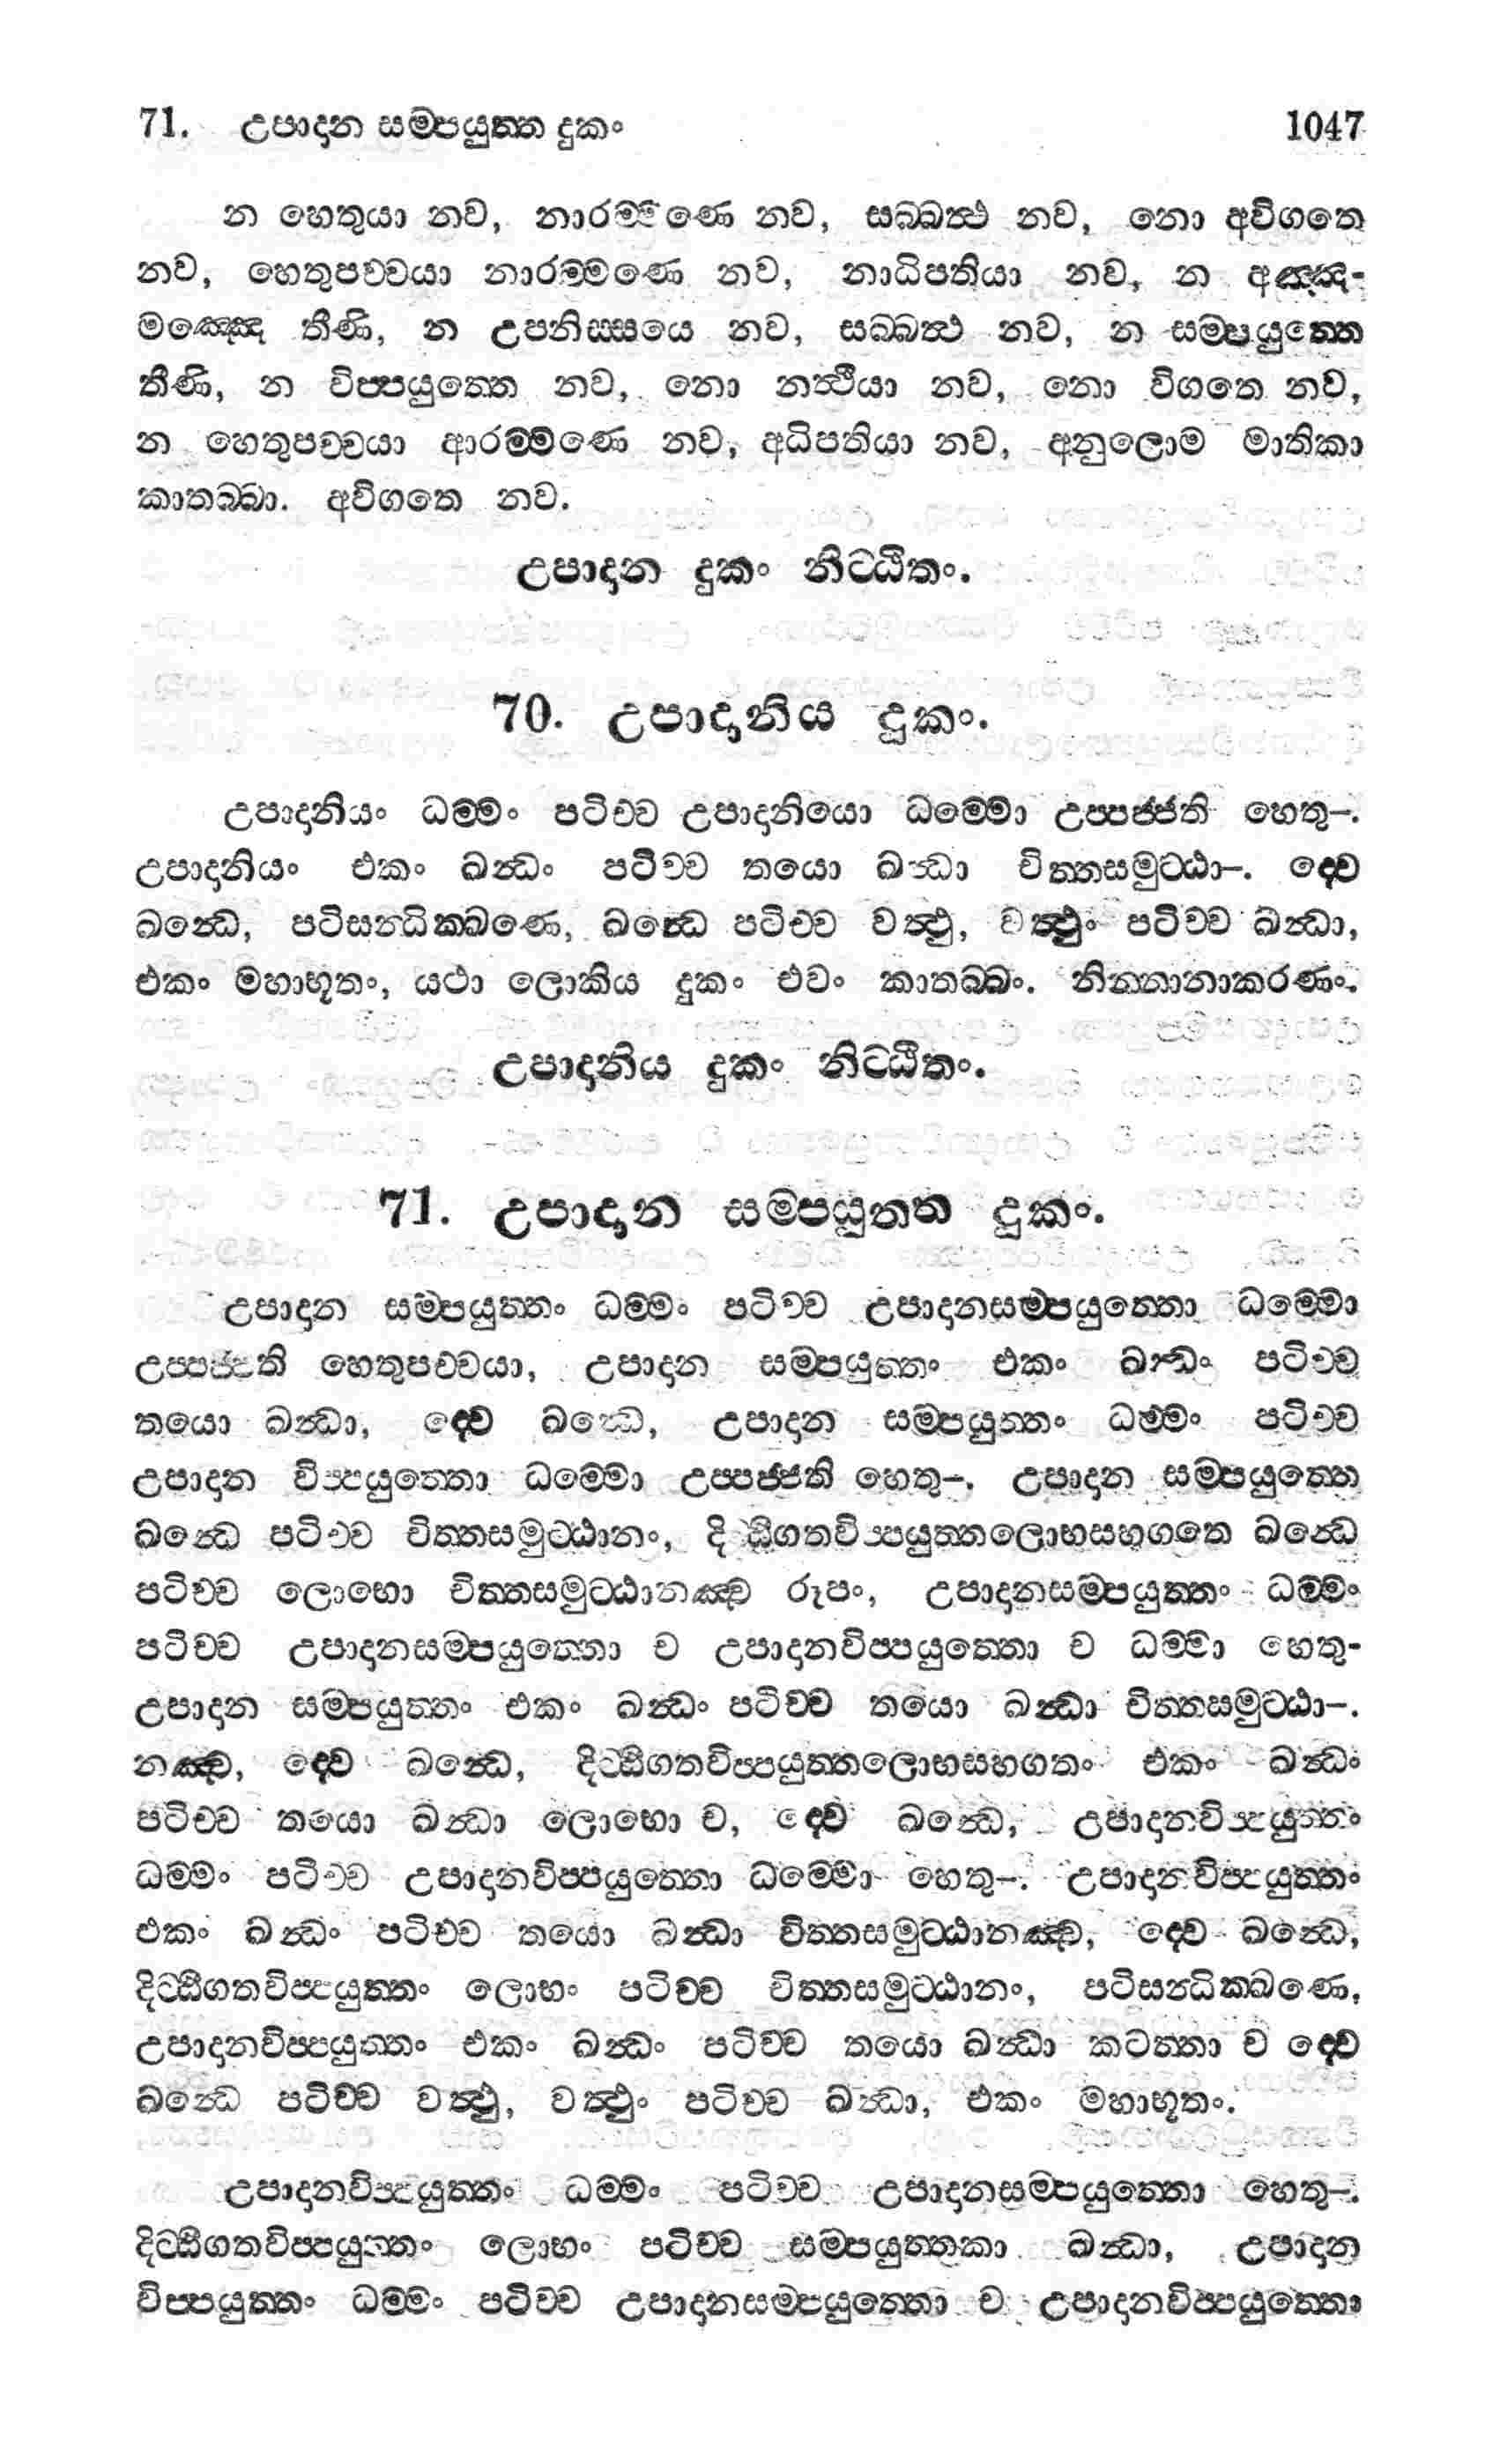 71. උපාදාන සම්පයුත්ත දුකං 1047
න හෙතුයා නව, නාරම්මණෙ නව, සබ්බත්ථ නව, නො අවිගතෙ
නව, හෙතුපච්චයා නාරම්මණෙ නව, නාධිපතියා නව, න අඤ්ඤ-
මඤ්ඤෙ තීණි, න උපනිස්සයෙ නව, සබ්බත්ථ නව, න සම්පයුත්තෙ
තීණි, න විප්පයුත්තෙ නව, නො නත්ථියා නව, නො විගතෙ නව,
න හෙතුපච්චයා ආරම්මණෙ නව, අධිපතියා නව, අනුලොම මාතිකා
කාතබ්බා. අවිගතෙ නව.
උපාදාන දුකං නිට්ඨිතං.
70. උපාදානිය දුකං.
උපාදානියං ධම්මං පටිච්ච උපාදානියො ධම්මො උප්පජ්ජති හෙතු–.
උපාදානියං එකං ඛන්ධං පටිච්ච තයො ඛන්ධා චිත්තසමුට්ඨා–. ද්වෙ
ඛන්ධෙ, පටිසන්ධික්ඛණෙ, ඛන්ධෙ පටිච්ච වත්ථු, වත්ථුං පටිච්ච ඛන්ධා,
එකං මහාභූතං, යථා ලොකිය දුකං එවං කාතබ්බං. නින්නානාකරණං.
උපාදානිය දුකං නිට්ඨිතං.
71. උපාදාන සම්පයුත්ත දුකං.
උපාදාන සම්පයුත්තං ධම්මං පටිච්ච උපාදානසම්පයුත්තො ධම්මො
උප්පජ්ජති හෙතුපච්චයා, උපාදාන සම්පයුත්තං එකං ඛන්ධං පටිච්ච
තයො ඛන්ධා, ද්වෙ ඛන්ධෙ, උපාදාන සම්පයුත්තං ධම්මං පටිච්ච
උපාදාන විප්පයුත්තො ධම්මො උප්පජ්ජති හෙතු–. උපාදාන සම්පයුත්තෙ
ඛන්ධෙ පටිච්ච චිත්තසමුට්ඨානං, දිට්ඨිගතවිප්පයුත්තලොභසහගතෙ ඛන්ධෙ
පටිච්ච ලොභො චිත්තසමුට්ඨානඤ්ච රූපං, උපාදානසම්පයුත්තං ධම්මං
පටිච්ච උපාදානසම්පයුත්තො ච උපාදානවිප්පයුත්තො ච ධම්මා හෙතු-
උපාදාන සම්පයුත්තං එකං ඛන්ධං පටිච්ච තයො ඛන්ධා චිත්තසමුට්ඨා–.
නඤ්ච, ද්වෙ ඛන්ධෙ, දිට්ඨිගතවිප්පයුත්තලොභසහගතං එකං ඛන්ධං
පටිච්ච තයො ඛන්ධා ලොභො ච, ද්වෙ ඛන්ධෙ, උපාදානවිප්පයුත්තං
ධම්මං පටිච්ච උපාදානවිප්පයුත්තො ධම්මො හෙතු–. උපාදානවිප්පයුත්තං
එකං ඛන්ධං පටිච්ච තයො ඛන්ධා චිත්තසමුට්ඨානඤ්ච, ද්වෙ ඛන්ධෙ,
දිට්ඨිගතවිප්පයුත්තං ලොභං පටිච්ච චිත්තසමුට්ඨානං, පටිසන්ධික්ඛණෙ,
උපාදානවිප්පයුත්තං එකං ඛන්ධං පටිච්ච තයො ඛන්ධා කටත්තා ච ද්වෙ
ඛන්ධෙ පටිච්ච වත්ථු, වත්ථුං පටිච්ච ඛන්ධා, එකං මහාභූතං.
උපාදානවිප්පයුත්තං ධම්මං පටිච්ච උපාදානසම්පයුත්තො හෙතු–.
දිට්ඨිගතවිප්පයුත්තං ලොභං පටිච්ච සම්පයුත්තකා ඛන්ධා, උපාදාන
විප්පයුත්තං ධම්මං පටිච්ච උපාදානසම්පයුත්තො ච උපාදානවිප්පයුත්තො